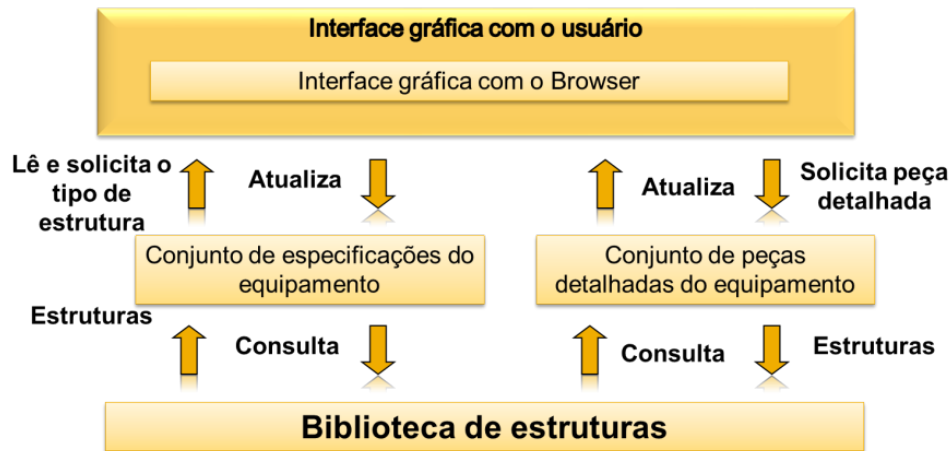 Interface gráfica com o usuário
Interface gráfica com o Browser
Lê e solicita o
tipo de
estrutura
Atualiza
Atualiza
Solicita peça
detalhada
Conjunto de especificações do
equipamento
Conjunto de peças
detalhadas do equipamento
Estruturas
Consulta
Consulta
Estruturas
Biblioteca de estruturas